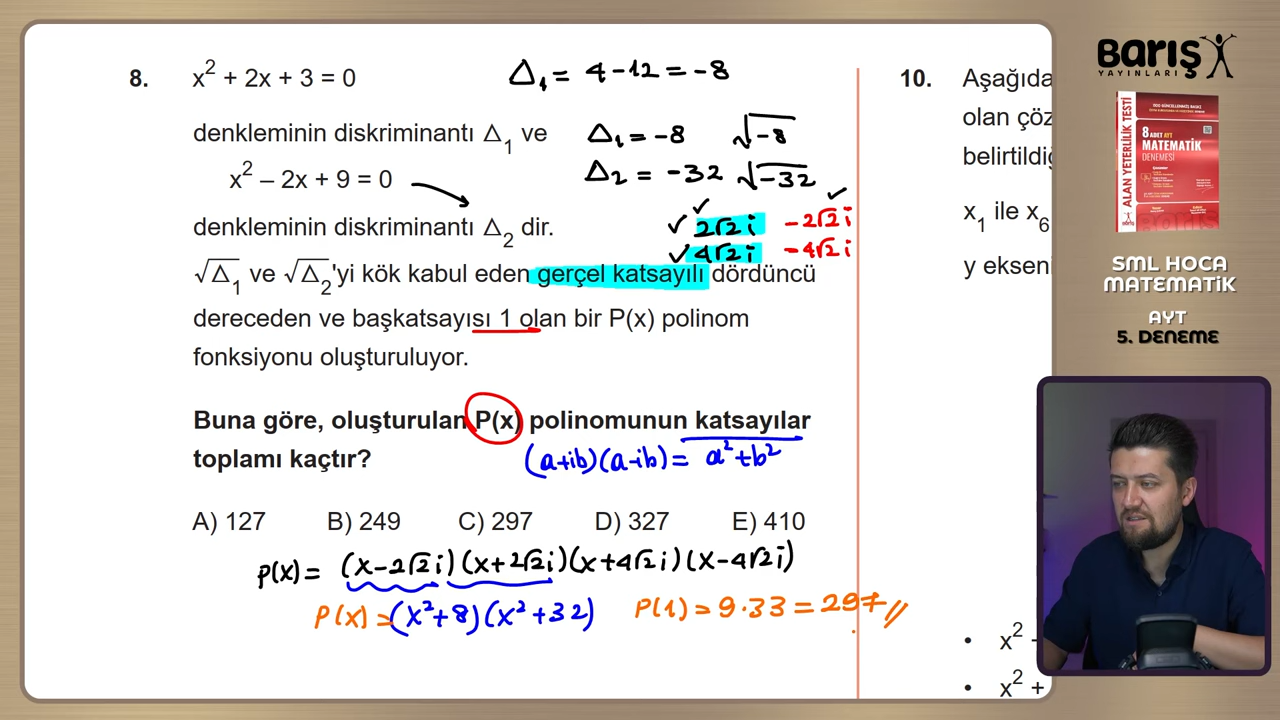 8. x² + 2x + 3 = 0
Δ₁ = 4-12 = -8
denkleminin diskriminantı Δ₁ ve
Δ₁ = -8 √-8
x² – 2x + 9 = 0
Δ₂ = -32 √-32
denkleminin diskriminantı Δ₂ dir.
✓ 2√2 i ✓ -2√2 i ✓
✓ 4√2 i -4√2 i
√Δ₁ ve √Δ₂'yi kök kabul eden gerçel katsayılı dördüncü
dereceden ve başkatsayısı 1 olan bir P(x) polinom
fonksiyonu oluşturuluyor.
Buna göre, oluşturulan P(x) polinomunun katsayılar
toplamı kaçtır?
(a+ib)(a-ib) = a²+b²
A) 127 B) 249 C) 297 D) 327 E) 410
P(x) = (x-2√2 i)(x+2√2 i)(x+4√2 i)(x-4√2 i)
P(x) = (x²+8)(x²+32) P(1) = 9.33 = 297//
10. Aşağıda
olan çöz
belirtildiğ
x₁ ile x₆
y ekseni
• x²
• x² +
BARIŞ
YAYINLARI
ALAN YETERLİLİK TESTİ
8 ADET AYT
MATEMATİK
DENEMESİ
SML HOCA
MATEMATİK
AYT
5. DENEME